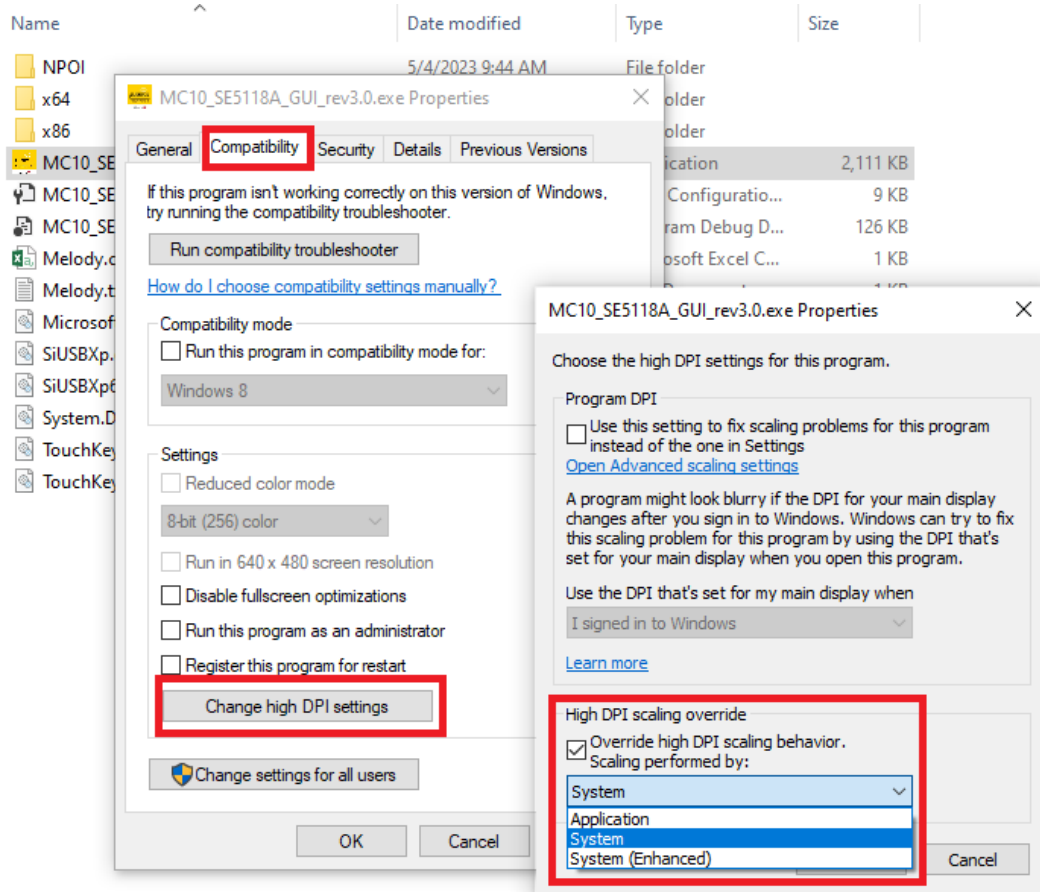 Name Date modified Type Size
NPOI 5/4/2023 9:44 AM File folder
x64 older
x86 older
MC10_SE ication 2,111 KB
MC10_SE Configuratio... 9 KB
MC10_SE ram Debug D... 126 KB
Melody.c osoft Excel C... 1 KB
Melody.t 1 KB
Microsof
SiUSBXp.
SiUSBXp6
System.D
TouchKey
TouchKey
MC10_SE5118A_GUI_rev3.0.exe Properties
General Compatibility Security Details Previous Versions
If this program isn't working correctly on this version of Windows,
try running the compatibility troubleshooter.
Run compatibility troubleshooter
How do I choose compatibility settings manually?
Compatibility mode
Run this program in compatibility mode for:
Windows 8
Settings
Reduced color mode
8-bit (256) color
Run in 640 x 480 screen resolution
Disable fullscreen optimizations
Run this program as an administrator
Register this program for restart
Change high DPI settings
Change settings for all users
OK Cancel
MC10_SE5118A_GUI_rev3.0.exe Properties
Choose the high DPI settings for this program.
Program DPI
Use this setting to fix scaling problems for this program
instead of the one in Settings
Open Advanced scaling settings
A program might look blurry if the DPI for your main display
changes after you sign in to Windows. Windows can try to fix
this scaling problem for this program by using the DPI that's
set for your main display when you open this program.
Use the DPI that's set for my main display when
I signed in to Windows
Learn more
High DPI scaling override
Override high DPI scaling behavior.
Scaling performed by:
System
Application
System
System (Enhanced)
Cancel